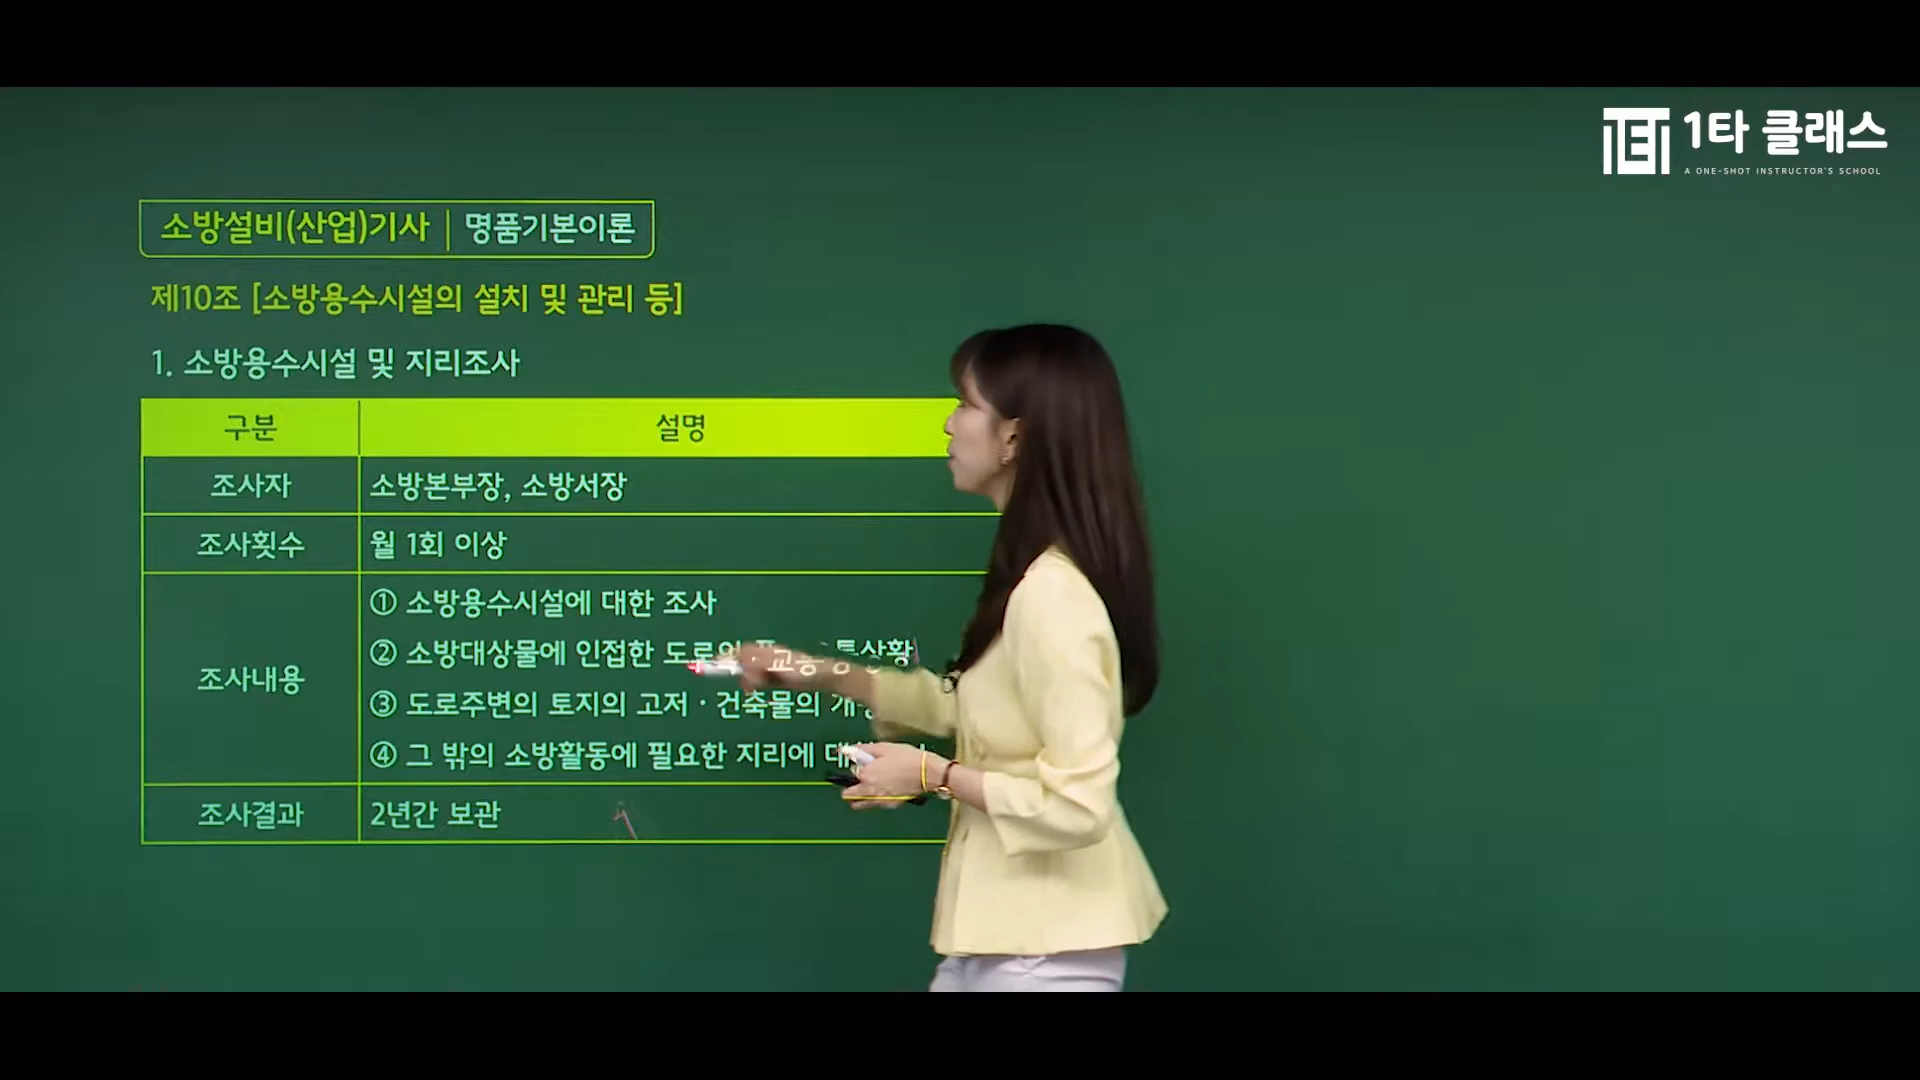 1타 클래스
A ONE-SHOT INSTRUCTOR'S SCHOOL
소방설비(산업)기사 | 명품기본이론
제10조 [소방용수시설의 설치 및 관리 등]
1. 소방용수시설 및 지리조사
구분 설명
조사자 소방본부장, 소방서장
조사횟수 월 1회 이상
조사내용
① 소방용수시설에 대한 조사
② 소방대상물에 인접한 도로의 교통상황
③ 도로주변의 토지의 고저 · 건축물의
④ 그 밖의 소방활동에 필요한 지리에
조사결과 2년간 보관